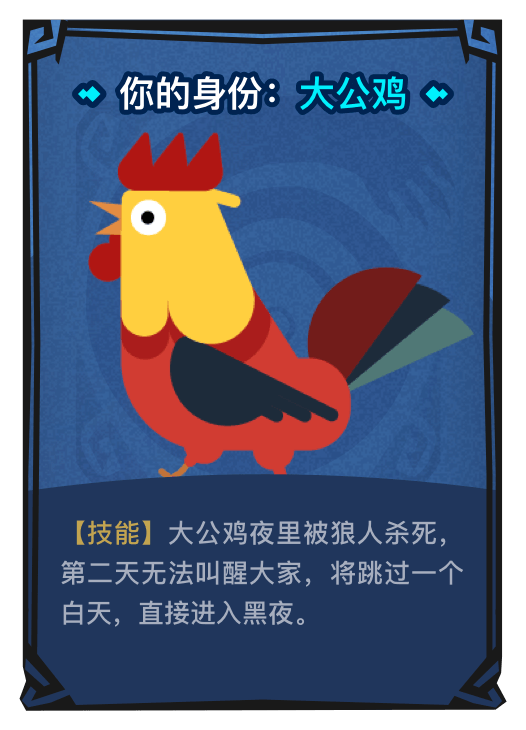 你的身份：大公鸡
【技能】大公鸡夜里被狼人杀死，
第二天无法叫醒大家，将跳过一个
白天，直接进入黑夜。